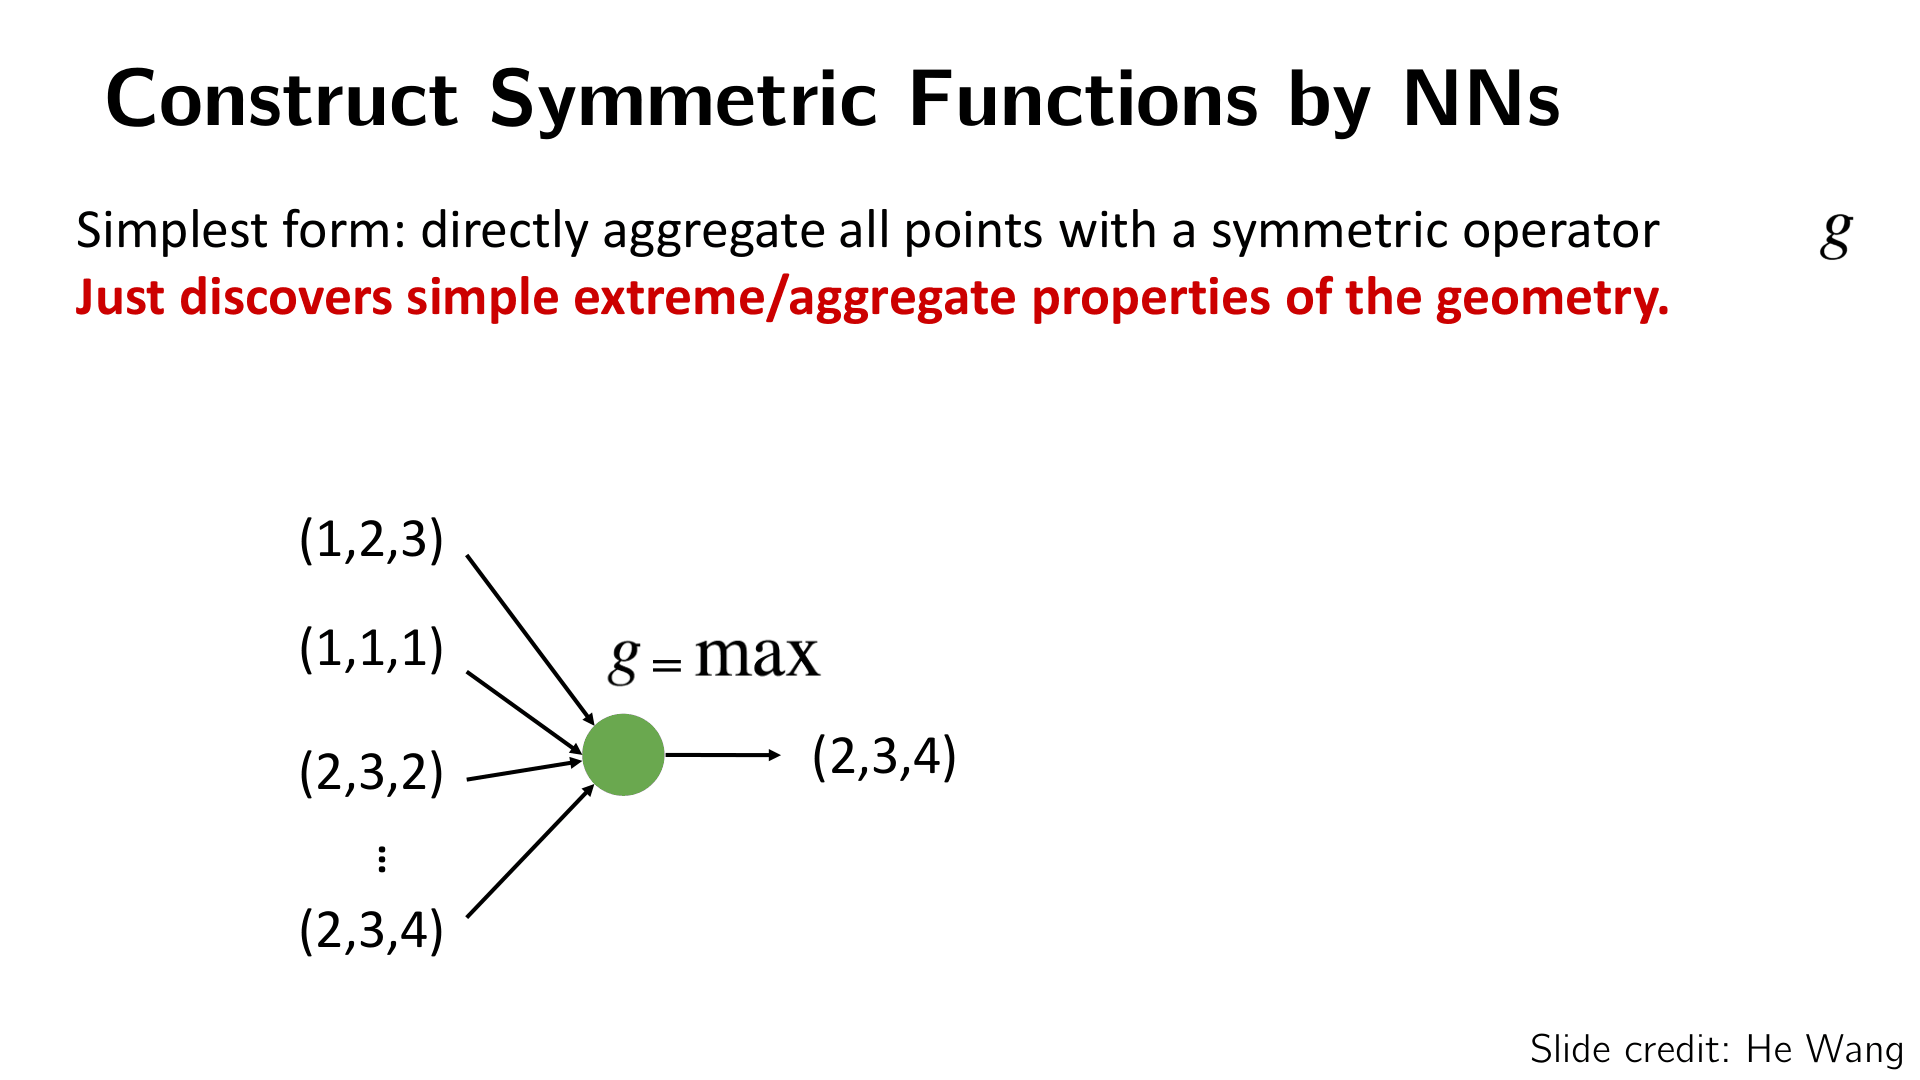 Construct Symmetric Functions by NNs
Simplest form: directly aggregate all points with a symmetric operator g
Just discovers simple extreme/aggregate properties of the geometry.
(1,2,3)
(1,1,1)
g = max
(2,3,2)
(2,3,4)
⋮
(2,3,4)
Slide credit: He Wang